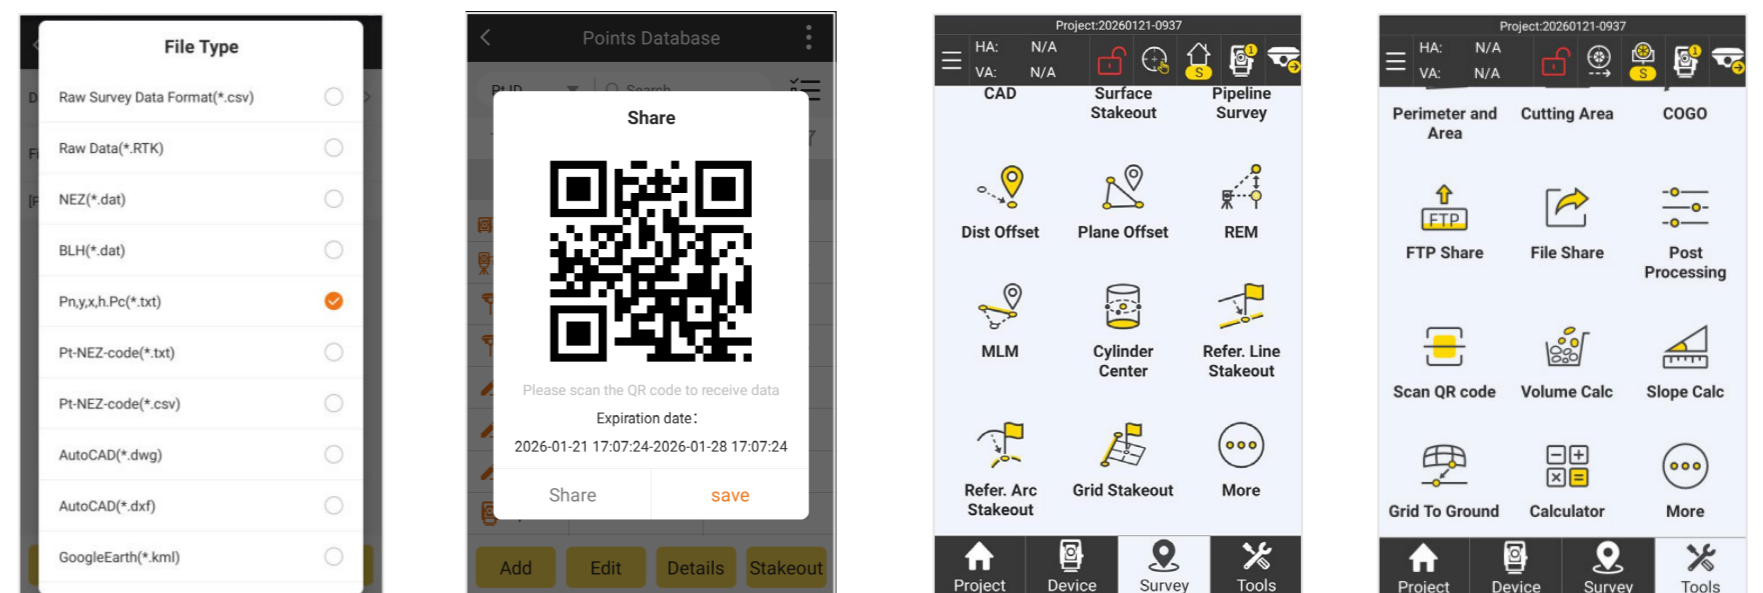 File Type
Raw Survey Data Format(*.csv)
Raw Data(*.RTK)
NEZ(*.dat)
BLH(*.dat)
Pn,y,x,h.Pc(*.txt)
Pt-NEZ-code(*.txt)
Pt-NEZ-code(*.csv)
AutoCAD(*.dwg)
AutoCAD(*.dxf)
GoogleEarth(*.kml)
Points Database
Search
Share
Please scan the QR code to receive data
Expiration date:
2026-01-21 17:07:24-2026-01-28 17:07:24
Share save
Add Edit Details Stakeout
Project:20260121-0937
HA: N/A
VA: N/A
S
1
CAD Surface Stakeout Pipeline Survey
Dist Offset Plane Offset REM
MLM Cylinder Center Refer. Line Stakeout
Refer. Arc Stakeout Grid Stakeout More
Project Device Survey Tools
Project:20260121-0937
HA: N/A
VA: N/A
S
1
Perimeter and Area Cutting Area COGO
FTP
FTP Share File Share Post Processing
Scan QR code Volume Calc Slope Calc
Grid To Ground Calculator More
Project Device Survey Tools